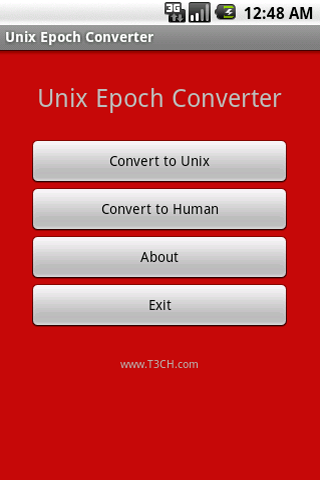 3G 12:48 AM
Unix Epoch Converter
Unix Epoch Converter
Convert to Unix
Convert to Human
About
Exit
www.T3CH.com